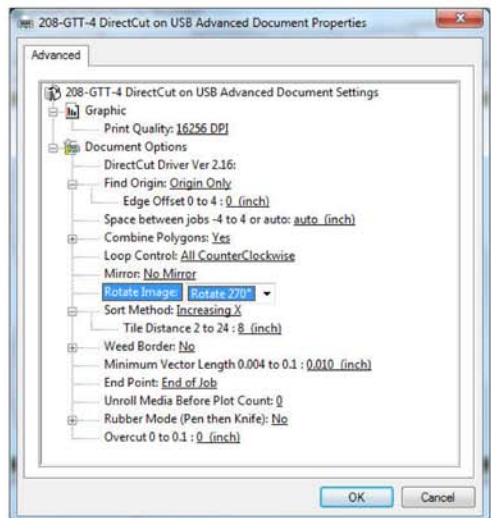 208-GTT-4 DirectCut on USB Advanced Document Properties
Advanced
208-GTT-4 DirectCut on USB Advanced Document Settings
Graphic
Print Quality: 16256 DPI
Document Options
DirectCut Driver Ver 2.16:
Find Origin: Origin Only
Edge Offset 0 to 4 : 0 (inch)
Space between jobs -4 to 4 or auto: auto (inch)
Combine Polygons: Yes
Loop Control: All CounterClockwise
Mirror: No Mirror
Rotate Image: Rotate 270°
Sort Method: Increasing X
Tile Distance 2 to 24 : 8 (inch)
Weed Border: No
Minimum Vector Length 0.004 to 0.1 : 0.010 (inch)
End Point: End of Job
Unroll Media Before Plot Count: 0
Rubber Mode (Pen then Knife): No
Overcut 0 to 0.1 : 0 (inch)
OK Cancel